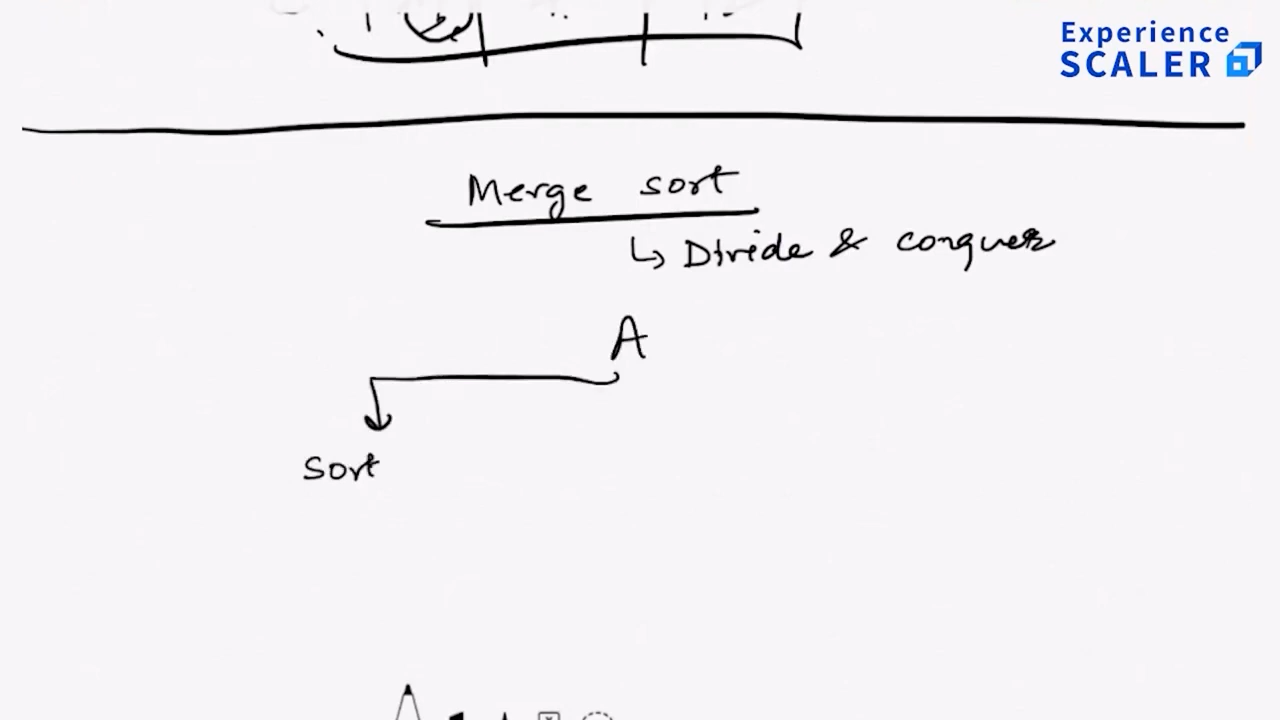 Experience
SCALER
Merge sort
↳ Divide & conquer
A
Sort